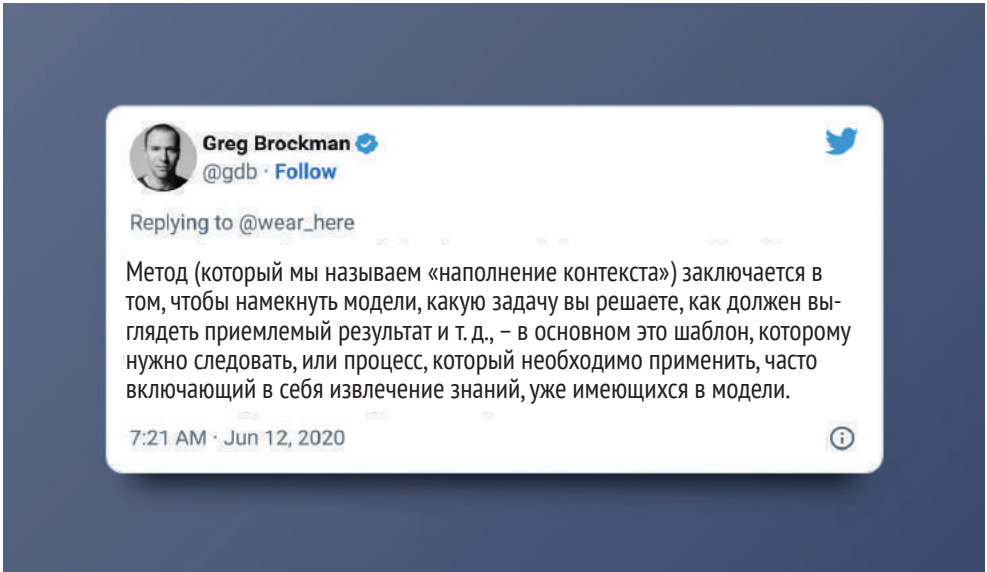 Greg Brockman
@gdb · Follow
Replying to @wear_here
Метод (который мы называем «наполнение контекста») заключается в
том, чтобы намекнуть модели, какую задачу вы решаете, как должен вы-
глядеть приемлемый результат и т. д., – в основном это шаблон, которому
нужно следовать, или процесс, который необходимо применить, часто
включающий в себя извлечение знаний, уже имеющихся в модели.
7:21 AM · Jun 12, 2020